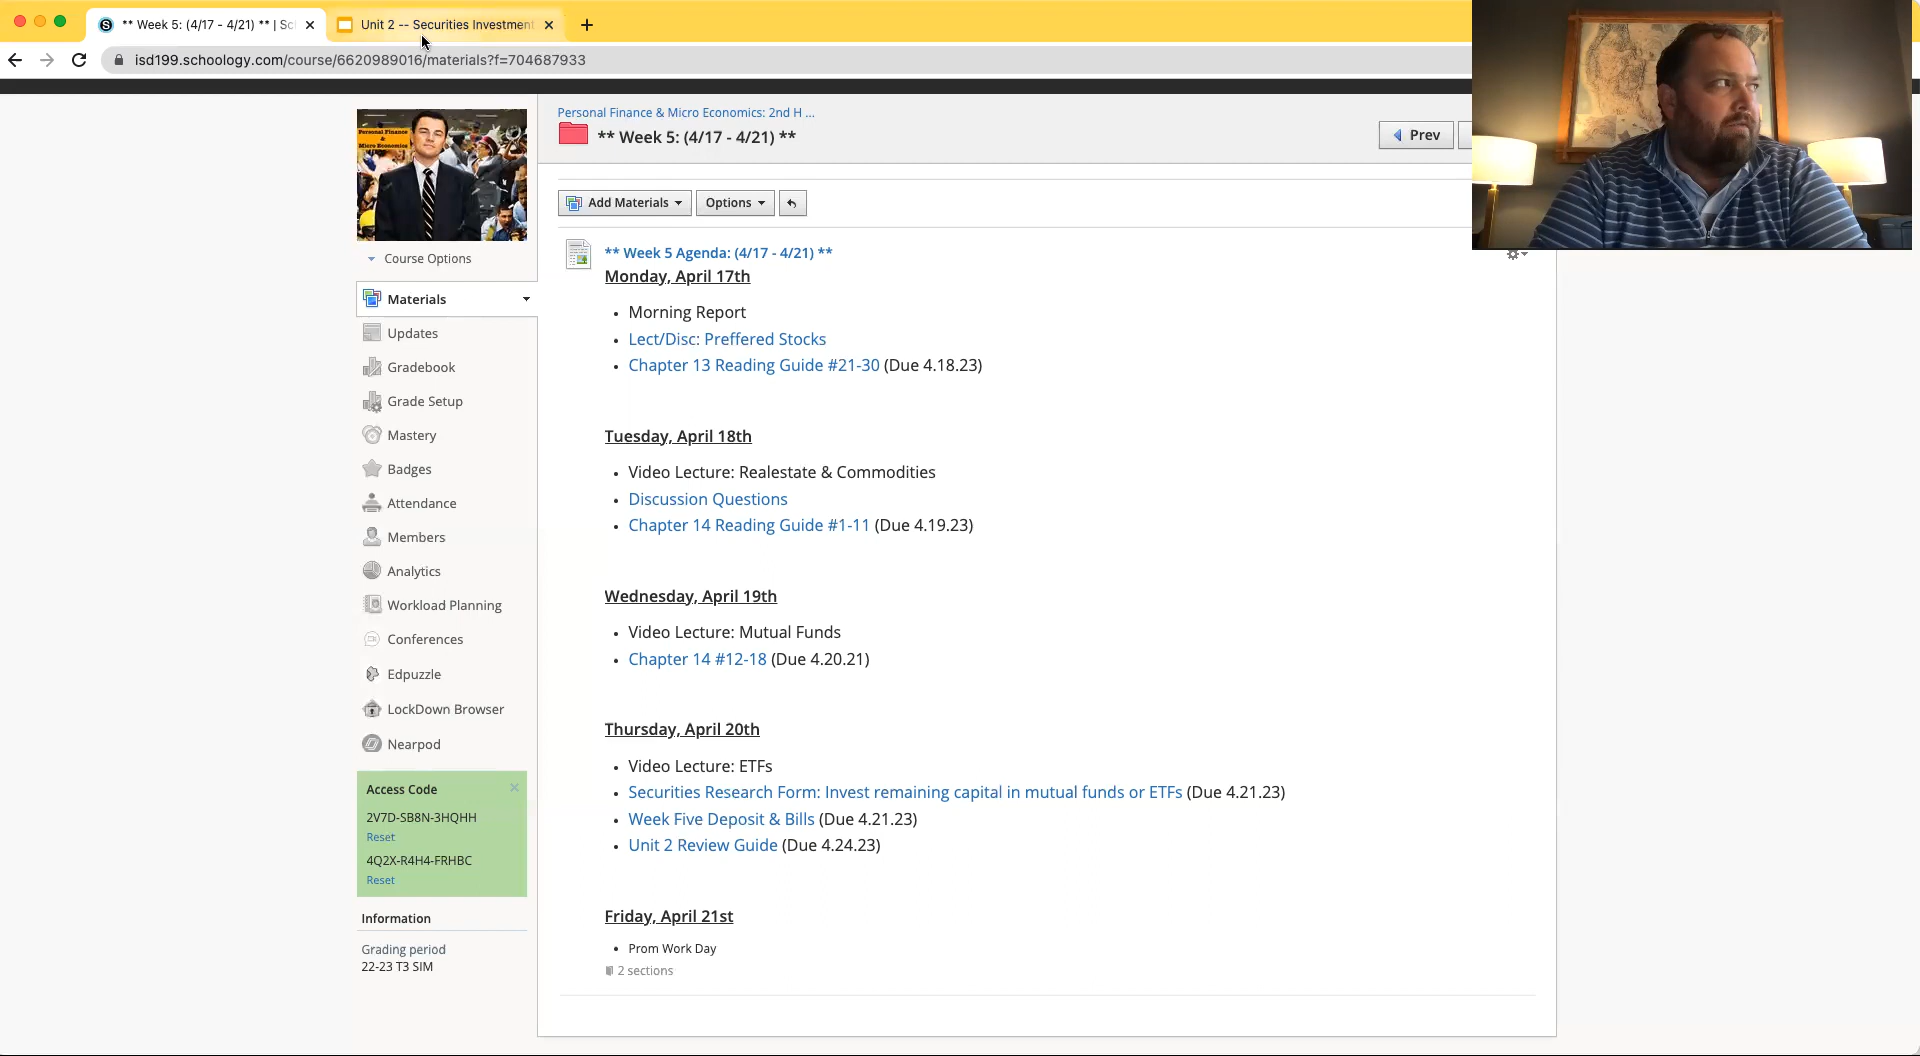 ** Week 5: (4/17 - 4/21) ** | Sc
Unit 2 -- Securities Investment
isd199.schoology.com/course/6620989016/materials?f=704687933
Personal Finance
&
Micro Economics
Course Options
Materials
Updates
Gradebook
Grade Setup
Mastery
Badges
Attendance
Members
Analytics
Workload Planning
Conferences
Edpuzzle
LockDown Browser
Nearpod
Access Code
2V7D-SB8N-3HQHH
Reset
4Q2X-R4H4-FRHBC
Reset
Information
Grading period
22-23 T3 SIM
Personal Finance & Micro Economics: 2nd H ...
** Week 5: (4/17 - 4/21) **
Prev
Add Materials
Options
** Week 5 Agenda: (4/17 - 4/21) **
Monday, April 17th
• Morning Report
• Lect/Disc: Preffered Stocks
• Chapter 13 Reading Guide #21-30 (Due 4.18.23)
Tuesday, April 18th
• Video Lecture: Realestate & Commodities
• Discussion Questions
• Chapter 14 Reading Guide #1-11 (Due 4.19.23)
Wednesday, April 19th
• Video Lecture: Mutual Funds
• Chapter 14 #12-18 (Due 4.20.21)
Thursday, April 20th
• Video Lecture: ETFs
• Securities Research Form: Invest remaining capital in mutual funds or ETFs (Due 4.21.23)
• Week Five Deposit & Bills (Due 4.21.23)
• Unit 2 Review Guide (Due 4.24.23)
Friday, April 21st
• Prom Work Day
2 sections